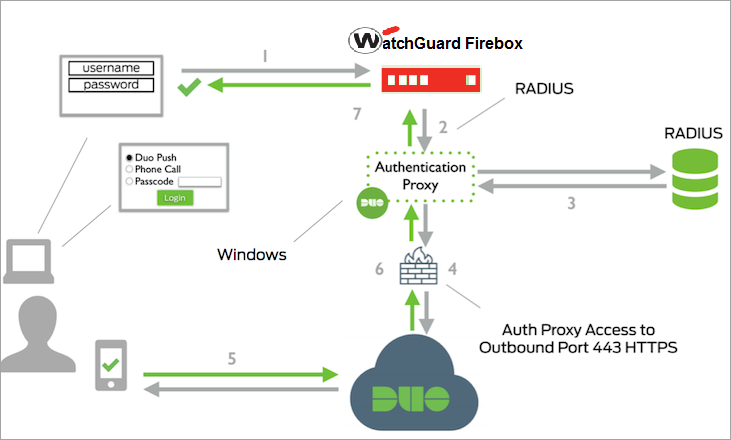 WatchGuard Firebox
username
password
1
7
2
RADIUS
RADIUS
Duo Push
Phone Call
Passcode
Login
Authentication
Proxy
DUO
3
Windows
6
4
Auth Proxy Access to
Outbound Port 443 HTTPS
5
DUO